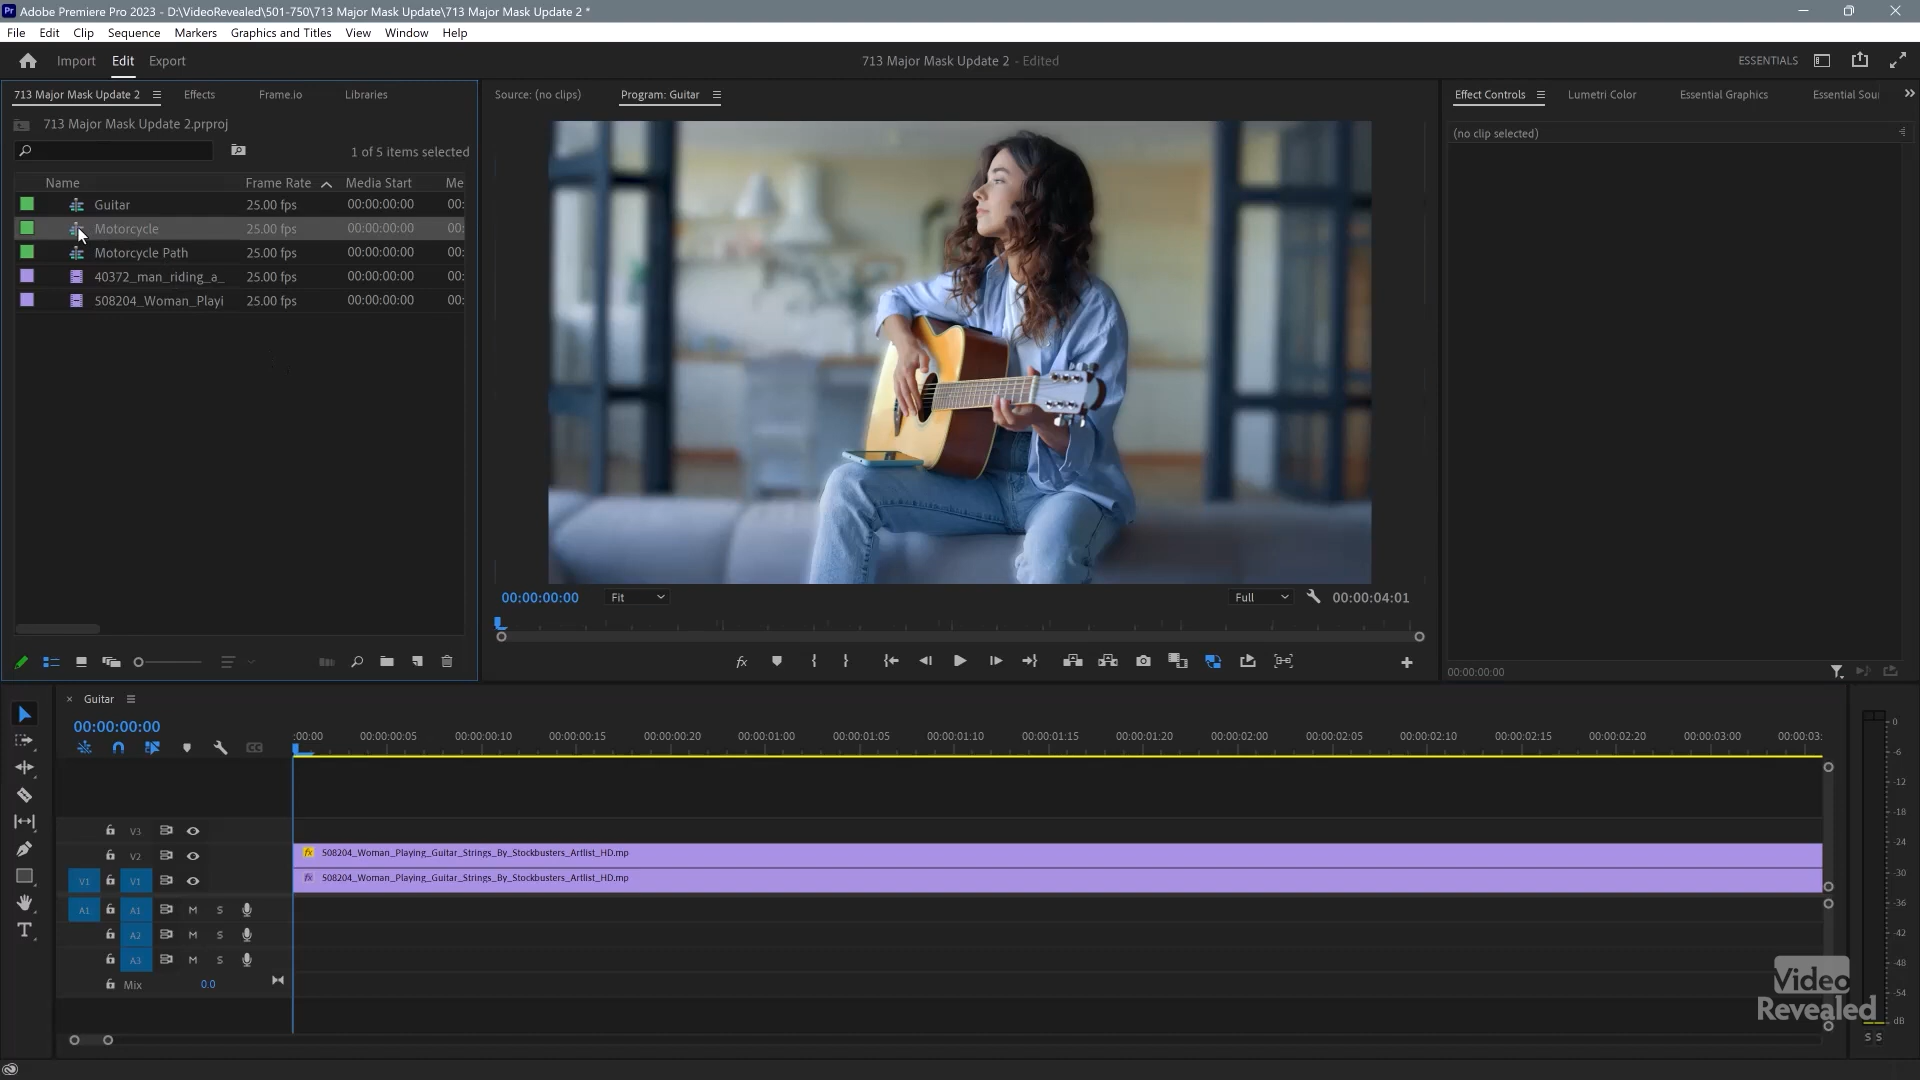 Adobe Premiere Pro 2023 - D:\VideoRevealed\501-750\713 Major Mask Update\713 Major Mask Update 2 *
File Edit Clip Sequence Markers Graphics and Titles View Window Help
Import Edit Export
713 Major Mask Update 2 - Edited
ESSENTIALS
713 Major Mask Update 2
Effects
Frame.io
Libraries
Source: (no clips)
Program: Guitar
Effect Controls
Lumetri Color
Essential Graphics
Essential Soun
713 Major Mask Update 2.prproj
(no clip selected)
1 of 5 items selected
Name Frame Rate Media Start Me
Guitar 25.00 fps 00:00:00:00 00:
Motorcycle 25.00 fps 00:00:00:00 00:
Motorcycle Path 25.00 fps 00:00:00:00 00:
40372_man_riding_a_ 25.00 fps 00:00:00:00 00:
508204_Woman_Playi 25.00 fps 00:00:00:00 00:
00:00:00:00 Fit Full 00:00:04:01
00:00:00:00
Guitar
00:00:00:00
:00:00 00:00:00:05 00:00:00:10 00:00:00:15 00:00:00:20 00:00:01:00 00:00:01:05 00:00:01:10 00:00:01:15 00:00:01:20 00:00:02:00 00:00:02:05 00:00:02:10 00:00:02:15 00:00:02:20 00:00:03:00 00:00:03:
V3
V2 fx 508204_Woman_Playing_Guitar_Strings_By_Stockbusters_Artlist_HD.mp
V1 V1 fx 508204_Woman_Playing_Guitar_Strings_By_Stockbusters_Artlist_HD.mp
A1 A1 M S
A2 M S
A3 M S
Mix 0.0
0
-6
-12
-18
-24
-30
-36
-42
-48
-54
dB
S S
Video
Revealed